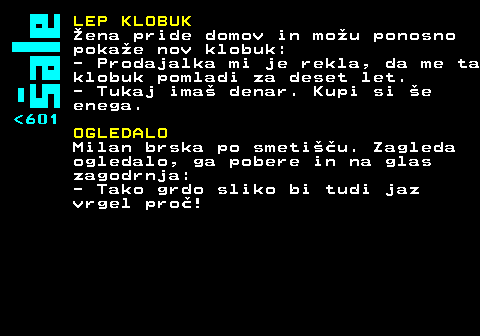 šale
<601
LEP KLOBUK
Žena pride domov in možu ponosno
pokaže nov klobuk:
- Prodajalka mi je rekla, da me ta
klobuk pomladi za deset let.
- Tukaj imaš denar. Kupi si še
enega.
OGLEDALO
Milan brska po smetišču. Zagleda
ogledalo, ga pobere in na glas
zagodrnja:
- Tako grdo sliko bi tudi jaz
vrgel proč!